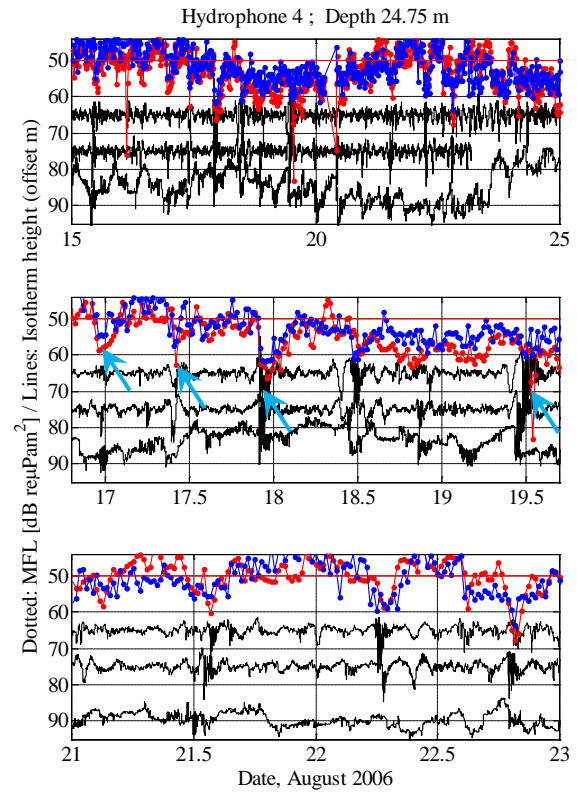 Hydrophone 4 ; Depth 24.75 m
Dotted: MFL [dB reμPam²] / Lines: Isotherm height (offset m)
50
60
70
80
90
15 20 25
50
60
70
80
90
17 17.5 18 18.5 19 19.5
50
60
70
80
90
21 21.5 22 22.5 23
Date, August 2006